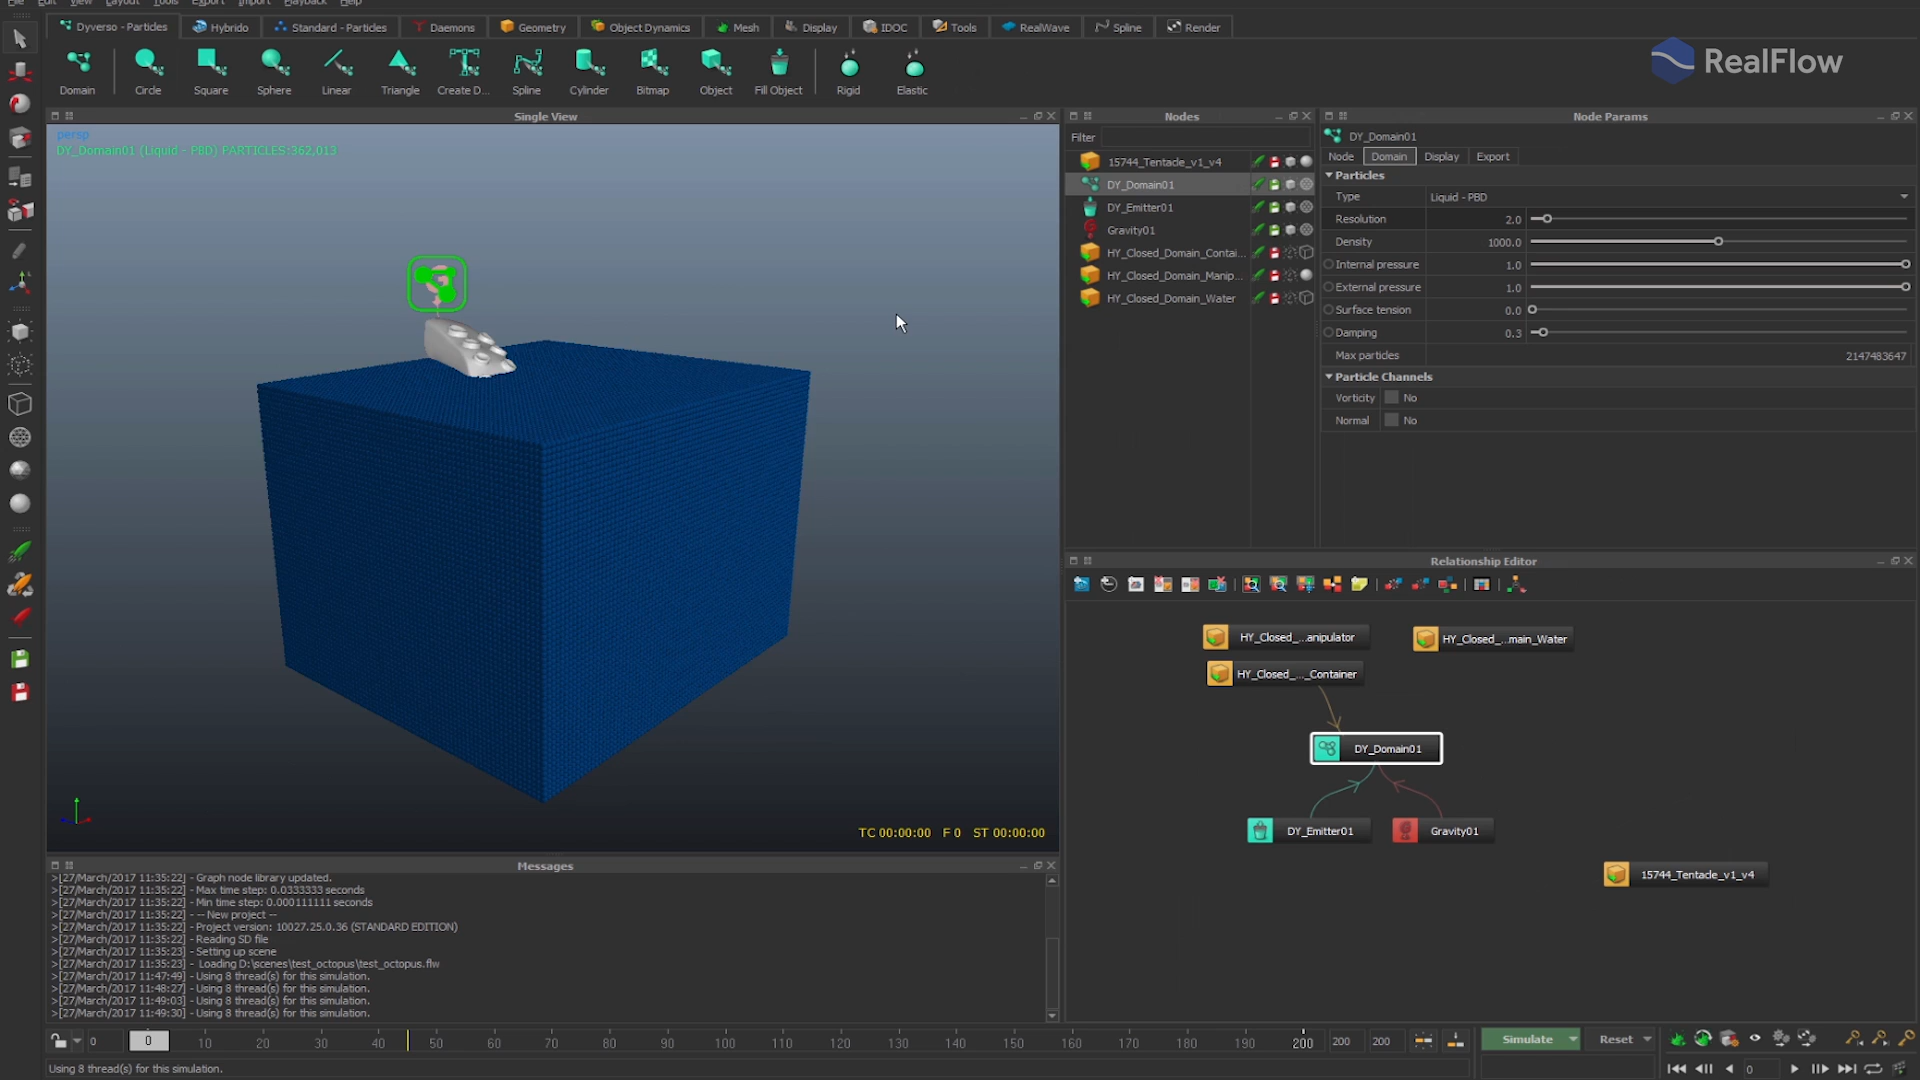 File Edit View Layout Tools Export Import Playback Help
Dyverso - Particles Hybrido Standard - Particles Daemons Geometry Object Dynamics Mesh Display IDOC Tools RealWave Spline Render
RealFlow
Domain Circle Square Sphere Linear Triangle Create D... Spline Cylinder Bitmap Object Fill Object Rigid Elastic
Single View
persp
DY_Domain01 (Liquid - PBD) PARTICLES:362,013
TC 00:00:00 F 0 ST 00:00:00
Nodes
Filter
15744_Tentacle_v1_v4
DY_Domain01
DY_Emitter01
Gravity01
HY_Closed_Domain_Contai...
HY_Closed_Domain_Manip...
HY_Closed_Domain_Water
Node Params
DY_Domain01
Node Domain Display Export
Particles
Type Liquid - PBD
Resolution 2.0
Density 1000.0
Internal pressure 1.0
External pressure 1.0
Surface tension 0.0
Damping 0.3
Max particles 2147483647
Particle Channels
Vorticity No
Normal No
Relationship Editor
HY_Closed_...anipulator
HY_Closed_...main_Water
HY_Closed_..._Container
DY_Domain01
DY_Emitter01
Gravity01
15744_Tentacle_v1_v4
Messages
>[27/March/2017 11:35:22] - Graph node library updated.
>[27/March/2017 11:35:22] - Max time step: 0.0333333 seconds
>[27/March/2017 11:35:22] - Min time step: 0.000111111 seconds
>[27/March/2017 11:35:22] - -- New project --
>[27/March/2017 11:35:22] - Project version: 10027.25.0.36 (STANDARD EDITION)
>[27/March/2017 11:35:22] - Reading SD file
>[27/March/2017 11:35:23] - Setting up scene
>[27/March/2017 11:35:23] - Loading D:\scenes\test_octopus\test_octopus.flw
>[27/March/2017 11:47:49] - Using 8 thread(s) for this simulation.
>[27/March/2017 11:48:27] - Using 8 thread(s) for this simulation.
>[27/March/2017 11:49:03] - Using 8 thread(s) for this simulation.
>[27/March/2017 11:49:30] - Using 8 thread(s) for this simulation.
0 0 10 20 30 40 50 60 70 80 90 100 110 120 130 140 150 160 170 180 190 200 200 200
Simulate Reset
Using 8 thread(s) for this simulation.
0